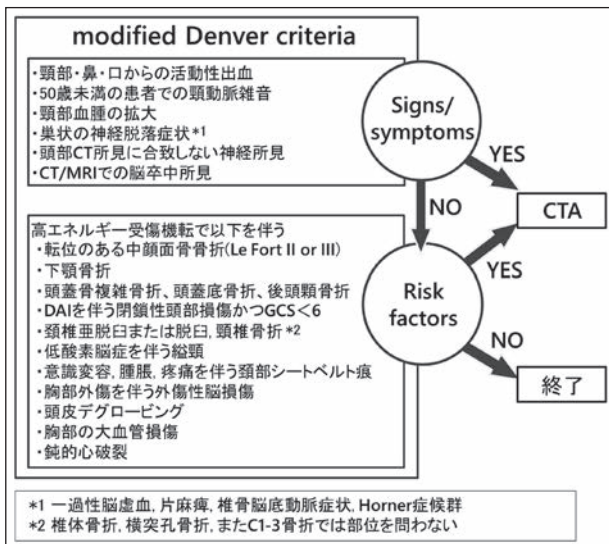 modified Denver criteria
・頸部・鼻・口からの活動性出血
・50歳未満の患者での頸動脈雑音
・頸部血腫の拡大
・巣状の神経脱落症状*1
・頭部CT所見に合致しない神経所見
・CT/MRIでの脳卒中所見
Signs/
symptoms
YES
NO
CTA
高エネルギー受傷機転で以下を伴う
・転位のある中顔面骨骨折(Le Fort II or III)
・下顎骨折
・頭蓋骨複雑骨折、頭蓋底骨折、後頭顆骨折
・DAIを伴う閉鎖性頭部損傷かつGCS<6
・頚椎亜脱臼または脱臼, 頸椎骨折*2
・低酸素脳症を伴う縊頸
・意識変容, 腫脹, 疼痛を伴う頚部シートベルト痕
・胸部外傷を伴う外傷性脳損傷
・頭皮デグロービング
・胸部の大血管損傷
・鈍的心破裂
Risk
factors
YES
NO
終了
*1 一過性脳虚血, 片麻痺, 椎骨脳底動脈症状, Horner症候群
*2 椎体骨折, 横突孔骨折, またC1-3骨折では部位を問わない